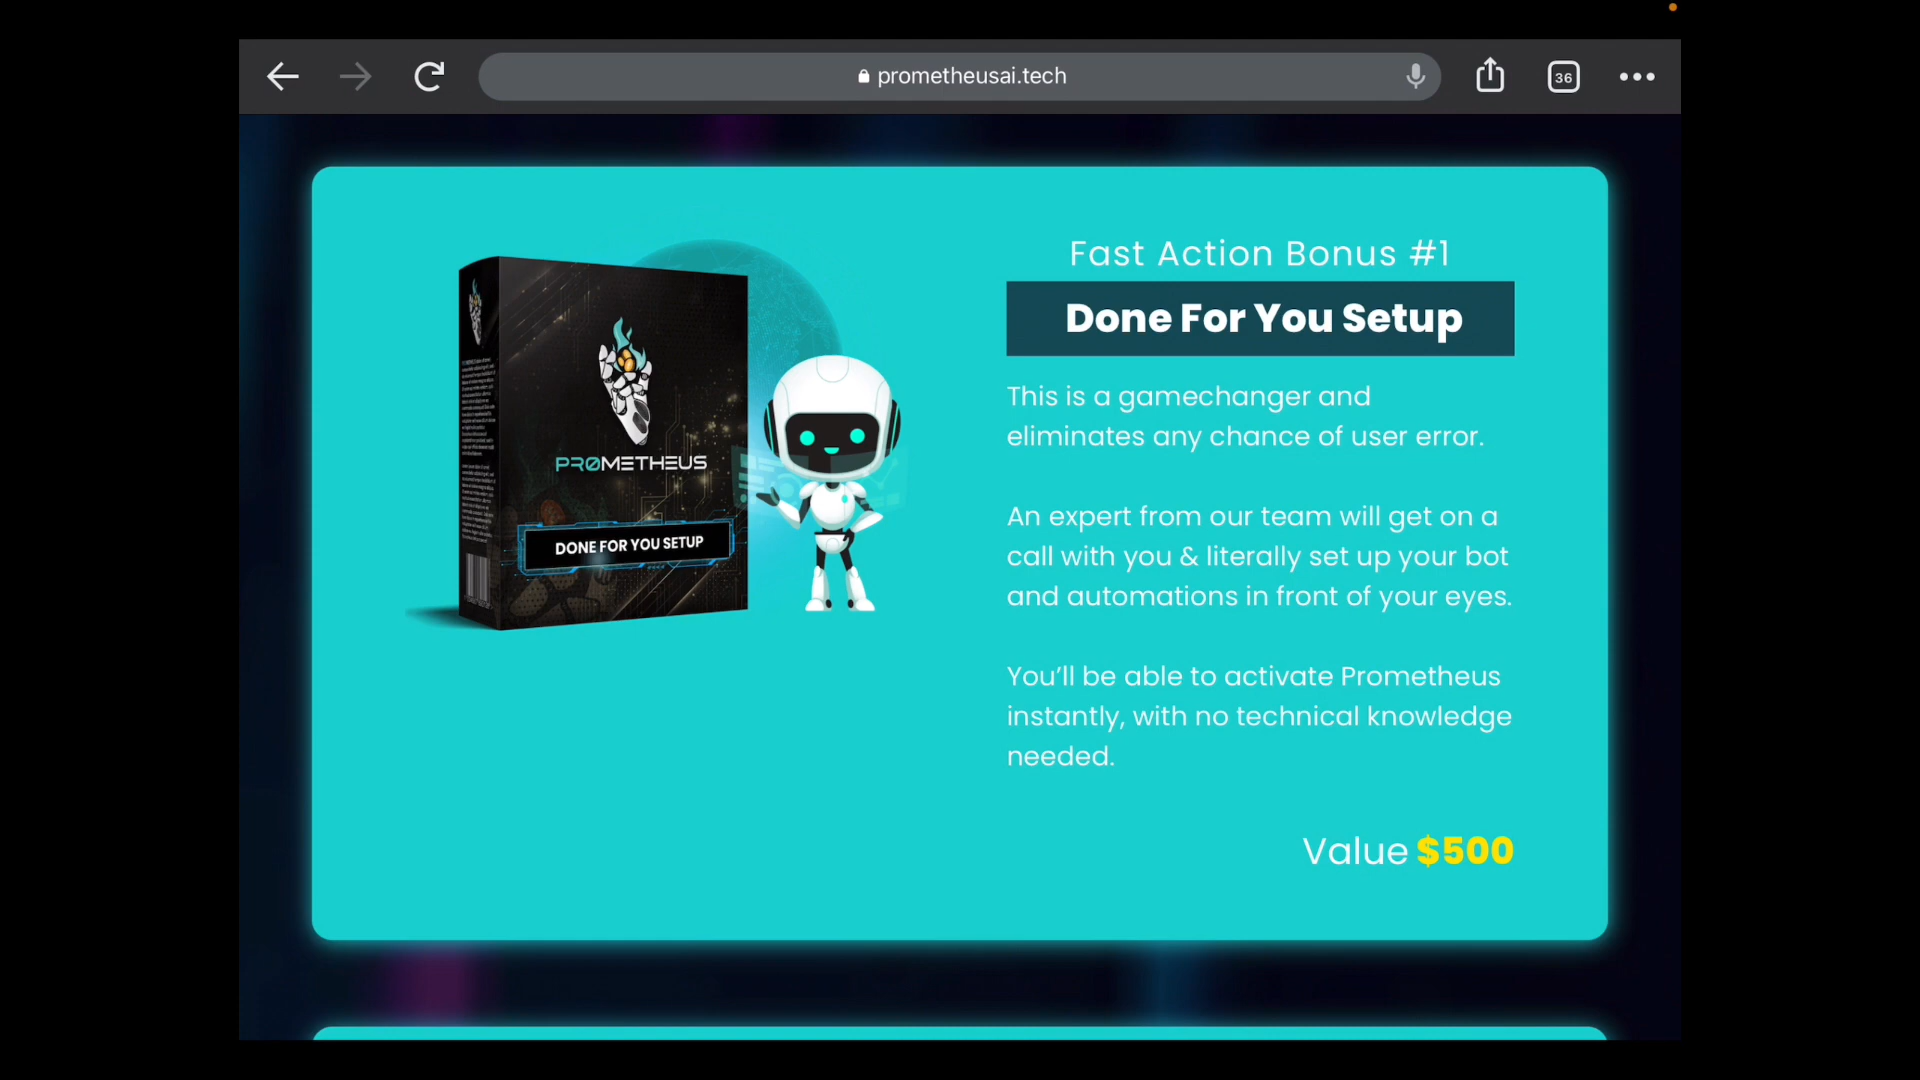 prometheusai.tech
36
Fast Action Bonus #1
Done For You Setup
This is a gamechanger and
eliminates any chance of user error.
An expert from our team will get on a
call with you & literally set up your bot
and automations in front of your eyes.
You’ll be able to activate Prometheus
instantly, with no technical knowledge
needed.
Value $500
PR0METHEUS
DONE FOR YOU SETUP